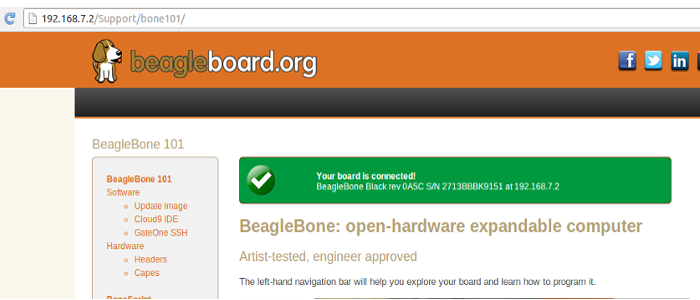 192.168.7.2/Support/bone101/
beagleboard.org
BeagleBone 101
BeagleBone 101
Software
Update image
Cloud9 IDE
GateOne SSH
Hardware
Headers
Capes
Your board is connected!
BeagleBone Black rev 0A5C S/N 2713BBBK9151 at 192.168.7.2
BeagleBone: open-hardware expandable computer
Artist-tested, engineer approved
The left-hand navigation bar will help you explore your board and learn how to program it.